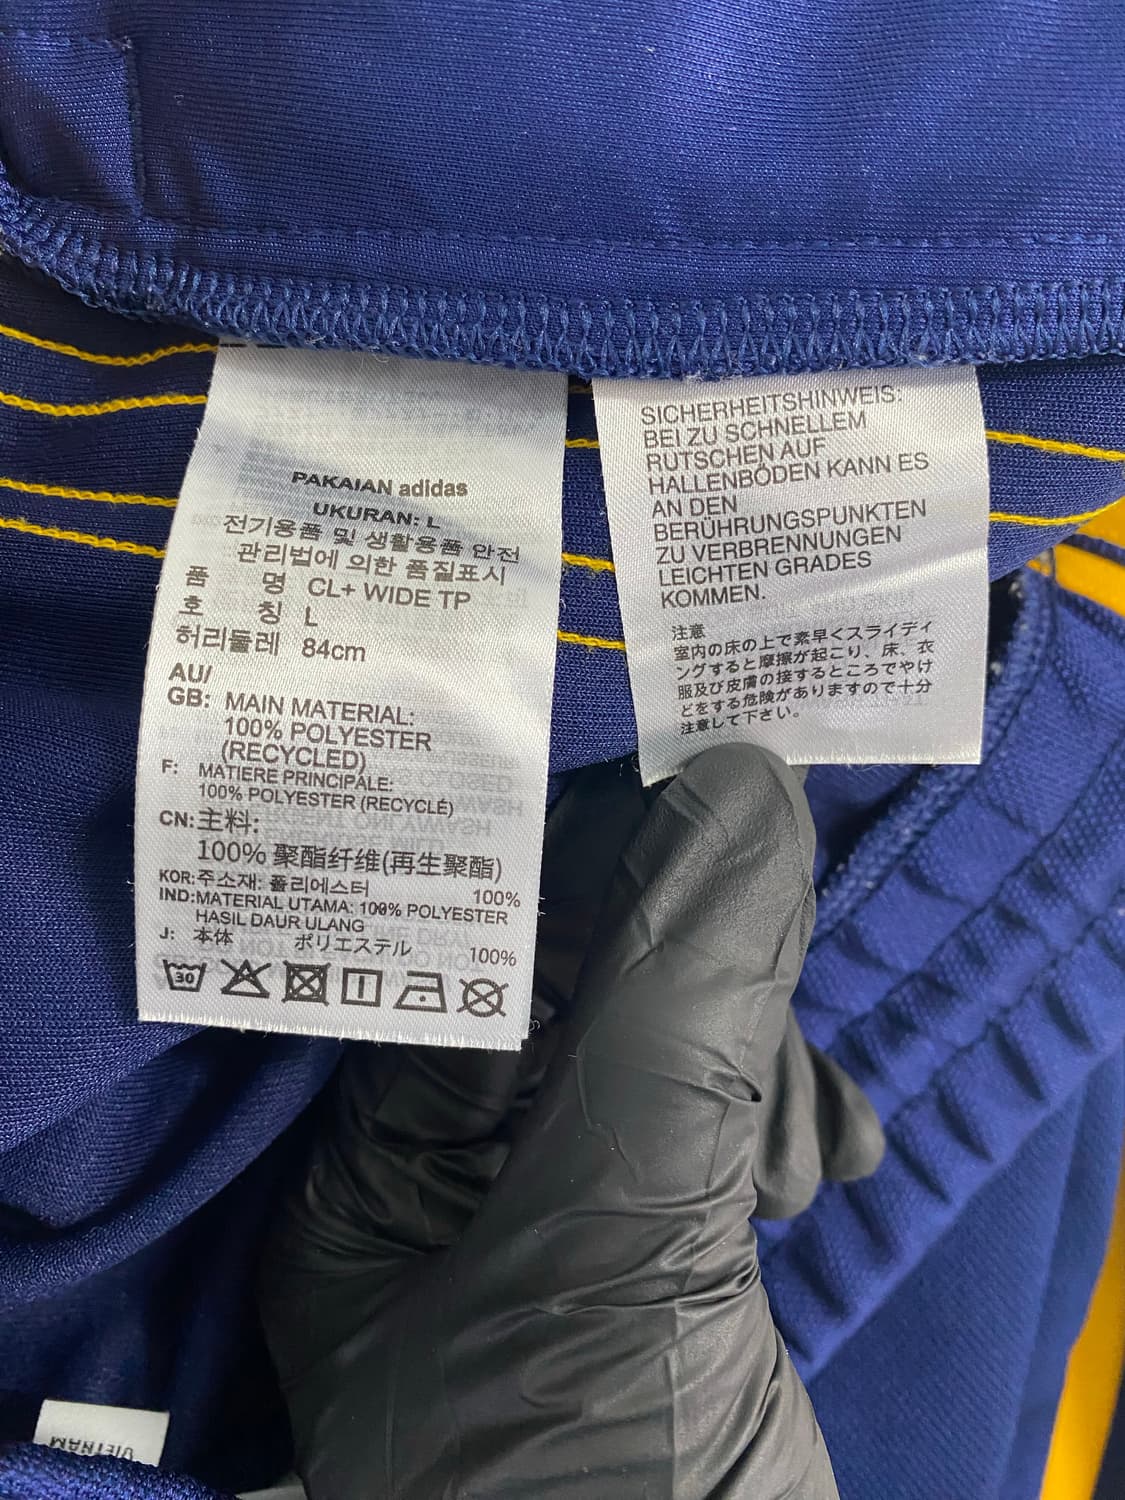 PAKAIAN adidas
UKURAN: L
전기용품 및 생활용품 안전
관리법에 의한 품질표시
품 명 CL+ WIDE TP
호 칭 L
허리둘레 84cm
AU/
GB: MAIN MATERIAL:
100% POLYESTER
(RECYCLED)
F: MATIERE PRINCIPALE:
100% POLYESTER (RECYCLÉ)
CN:主料:
100% 聚酯纤维(再生聚酯)
KOR:주소재: 폴리에스터 100%
IND:MATERIAL UTAMA: 100% POLYESTER
HASIL DAUR ULANG
J: 本体 ポリエステル 100%
30
SICHERHEITSHINWEIS:
BEI ZU SCHNELLEM
RUTSCHEN AUF
HALLENBÖDEN KANN ES
AN DEN
BERÜHRUNGSPUNKTEN
ZU VERBRENNUNGEN
LEICHTEN GRADES
KOMMEN.
注意
室内の床の上で素早くスライディ
ングすると摩擦が起こり、床、衣
服及び皮膚の接するところでやけ
どをする危険がありますので十分
注意して下さい。
VIETNAM